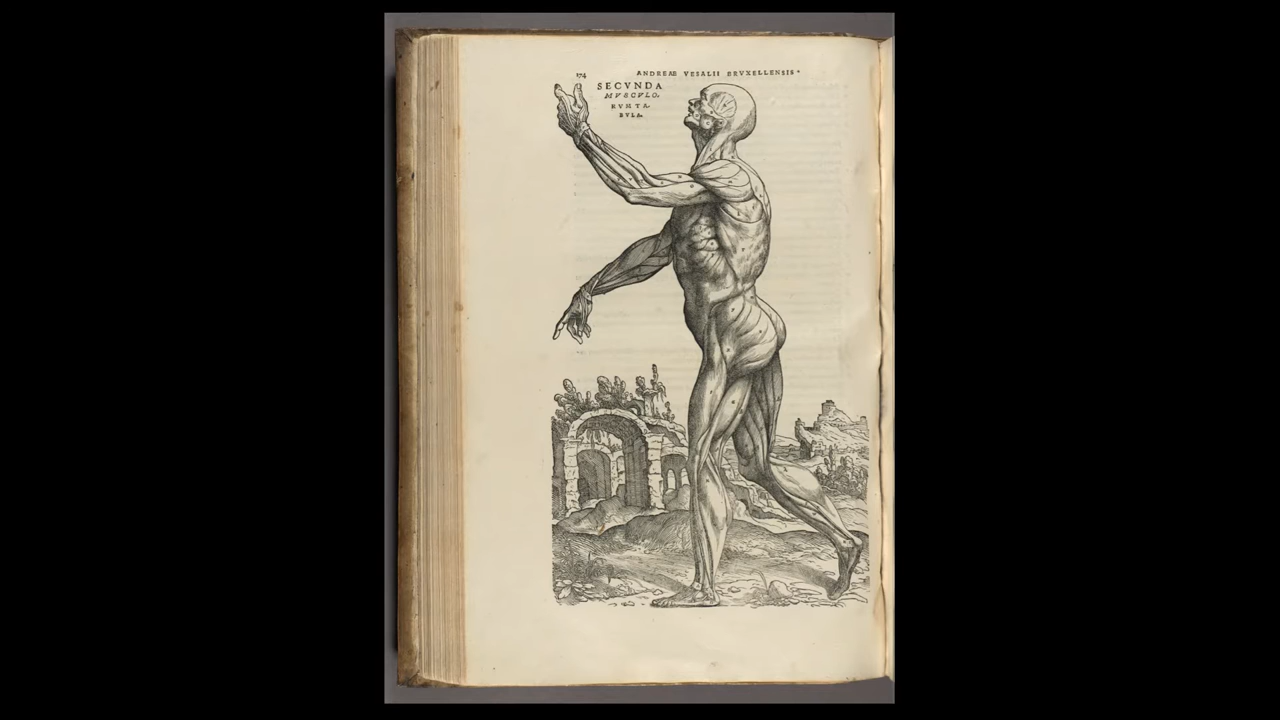 174
ANDREAE VESALII BRVXELLENSIS
SECVNDA
MVSCVLO-
RVM TA-
BVLA.